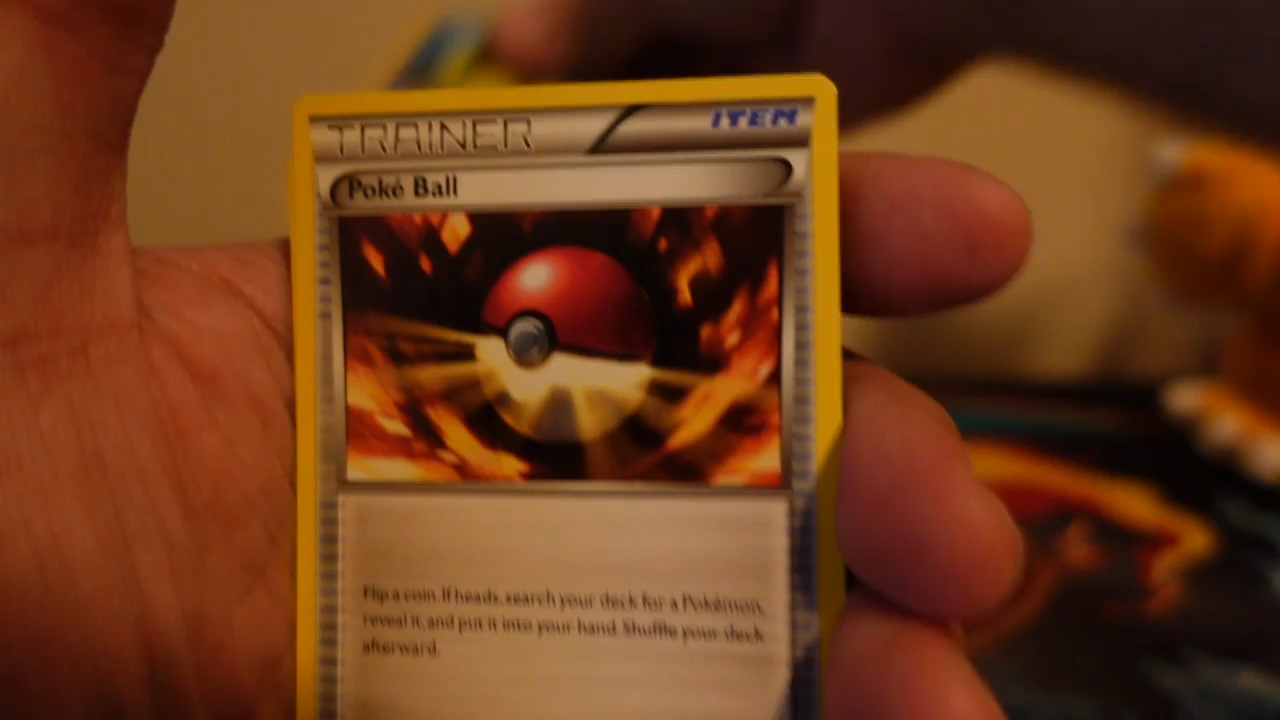 TRAINER ITEM
Poké Ball
Flip a coin. If heads, search your deck for a Pokémon,
reveal it, and put it into your hand. Shuffle your deck
afterward.